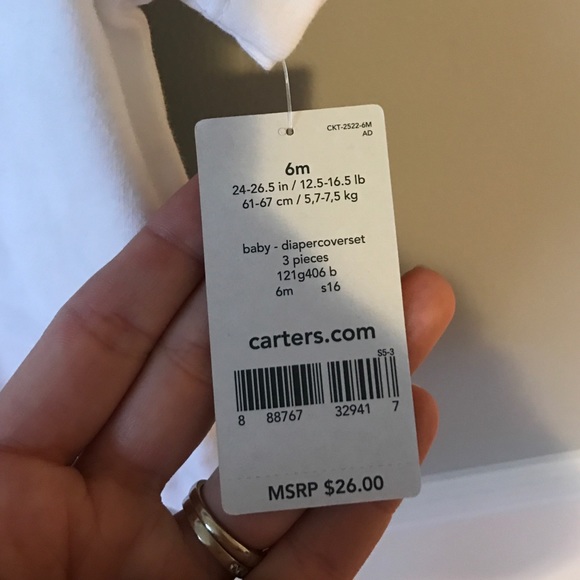 CKT-2522-6M
AD
6m
24-26.5 in / 12.5-16.5 lb
61-67 cm / 5,7-7,5 kg
baby - diapercoverset
3 pieces
121g406 b
6m s16
carters.com
S5-3
8 88767 32941 7
MSRP $26.00